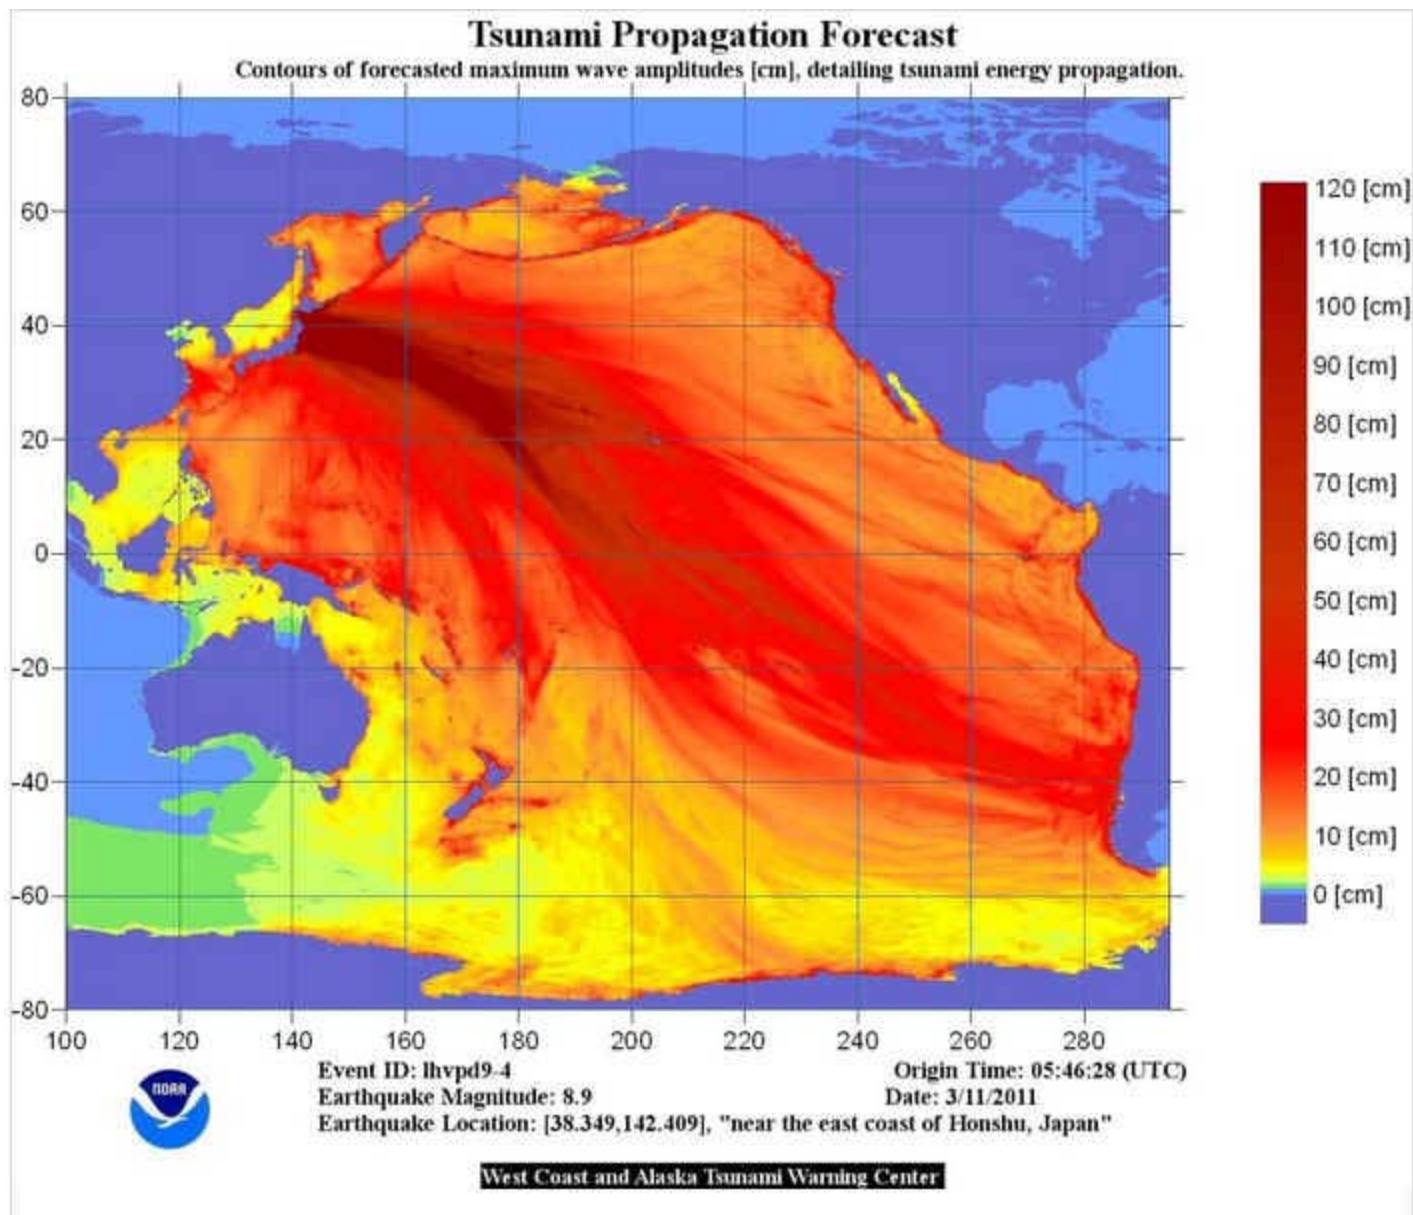 Tsunami Propagation Forecast
Contours of forecasted maximum wave amplitudes [cm], detailing tsunami energy propagation.
80
60
40
20
0
-20
-40
-60
-80
100 120 140 160 180 200 220 240 260 280
120 [cm]
110 [cm]
100 [cm]
90 [cm]
80 [cm]
70 [cm]
60 [cm]
50 [cm]
40 [cm]
30 [cm]
20 [cm]
10 [cm]
0 [cm]
NOAA
Event ID: lhvpd9-4 Origin Time: 05:46:28 (UTC)
Earthquake Magnitude: 8.9 Date: 3/11/2011
Earthquake Location: [38.349,142.409], "near the east coast of Honshu, Japan"
West Coast and Alaska Tsunami Warning Center